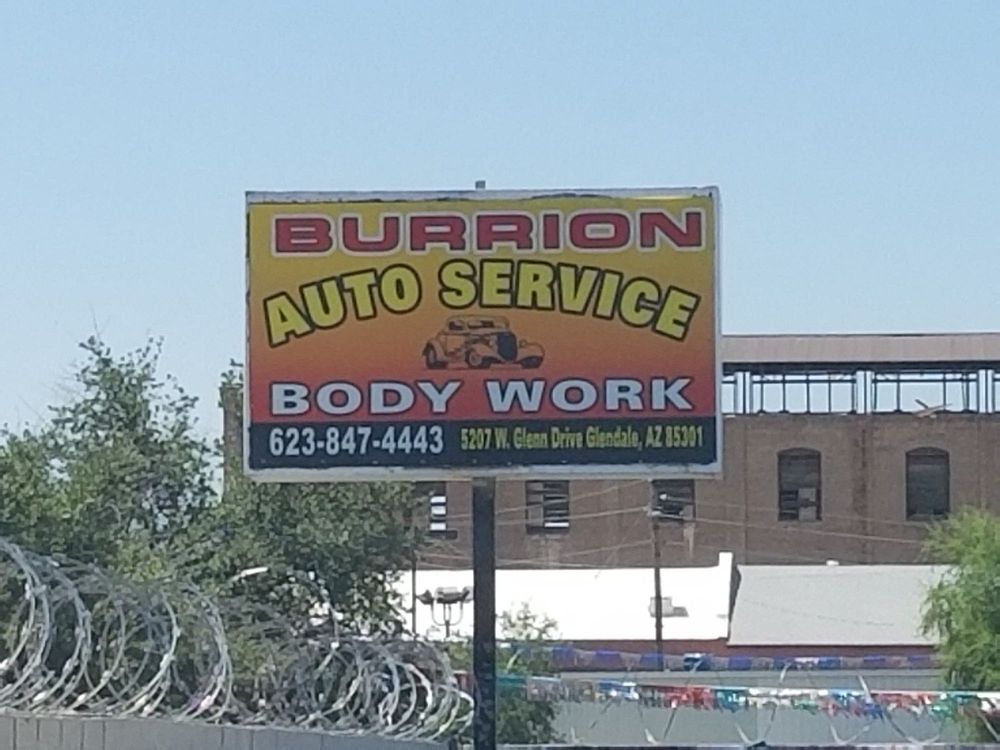 BURRION
AUTO SERVICE
BODY WORK
623-847-4443 5207 W. Glenn Drive Glendale, AZ 85301